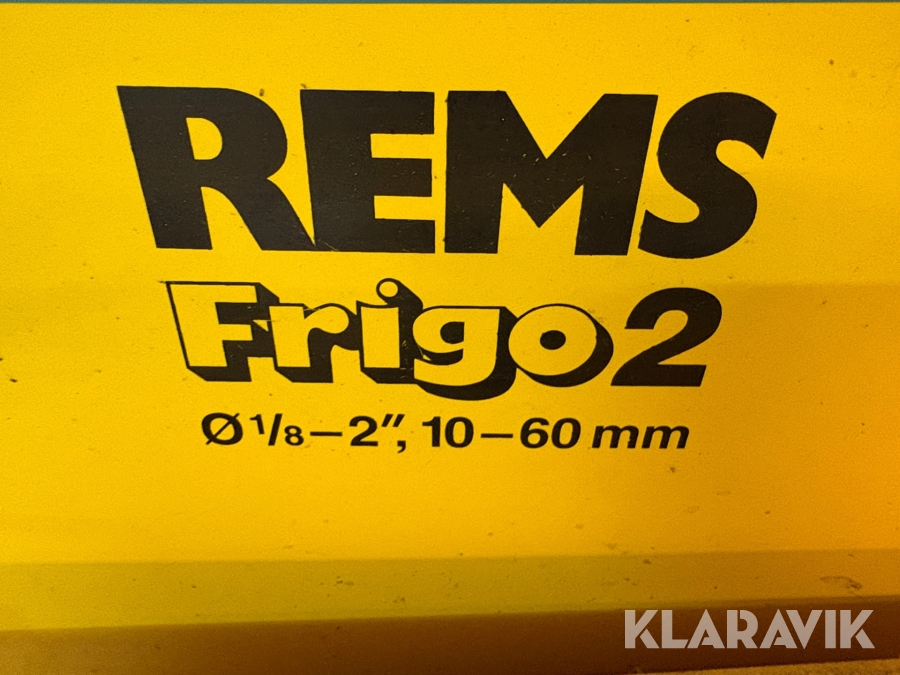 REMS
Frigo 2
Ø 1/8–2″, 10–60 mm
KLARAVIK